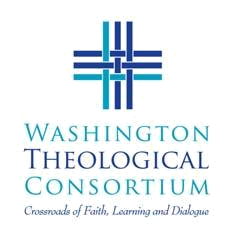 WASHINGTON
THEOLOGICAL
CONSORTIUM
Crossroads of Faith, Learning and Dialogue